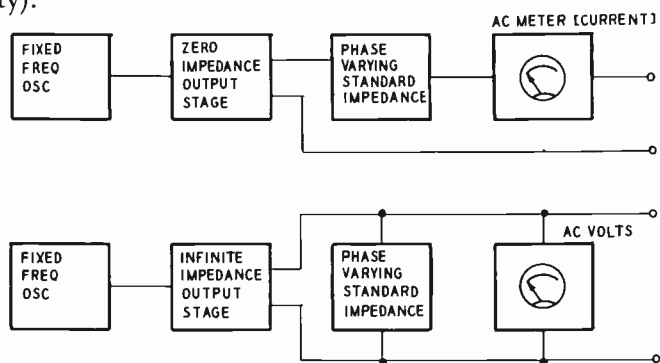 ty).
AC METER [CURRENT]
FIXED
FREQ
OSC
ZERO
IMPEDANCE
OUTPUT
STAGE
PHASE
VARYING
STANDARD
IMPEDANCE
FIXED
FREQ
OSC
INFINITE
IMPEDANCE
OUTPUT
STAGE
PHASE
VARYING
STANDARD
IMPEDANCE
AC VOLTS